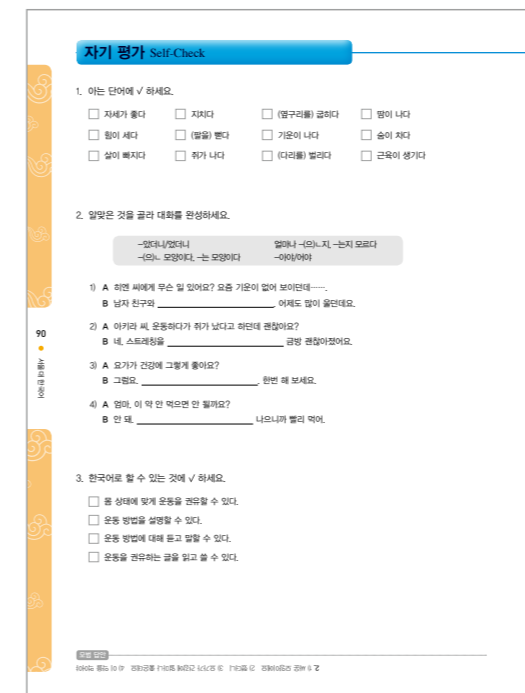 자기 평가 Self-Check
1. 아는 단어에 √ 하세요.
자세가 좋다 지치다 (옆구리를) 굽히다 땀이 나다
힘이 세다 (팔을) 뻗다 기운이 나다 숨이 차다
살이 빠지다 쥐가 나다 (다리를) 벌리다 근육이 생기다
2. 알맞은 것을 골라 대화를 완성하세요.
-았더니/었더니 얼마나 -(으)ㄴ지, -는지 모르다
-(으)ㄴ 모양이다, -는 모양이다 -아야/어야
1) A 히엔 씨에게 무슨 일 있어요? 요즘 기운이 없어 보이던데…….
B 남자 친구와 ______. 어제도 많이 울던데요.
2) A 아키라 씨, 운동하다가 쥐가 났다고 하던데 괜찮아요?
B 네, 스트레칭을 ______ 금방 괜찮아졌어요.
3) A 요가가 건강에 그렇게 좋아요?
B 그럼요. ______. 한번 해 보세요.
4) A 엄마, 이 약 안 먹으면 안 될까요?
B 안 돼. ______ 나으니까 빨리 먹어.
90
서울대 한국어
3. 한국어로 할 수 있는 것에 √ 하세요.
몸 상태에 맞게 운동을 권유할 수 있다.
운동 방법을 설명할 수 있다.
운동 방법에 대해 듣고 말할 수 있다.
운동을 권유하는 글을 읽고 쓸 수 있다.
모범 답안